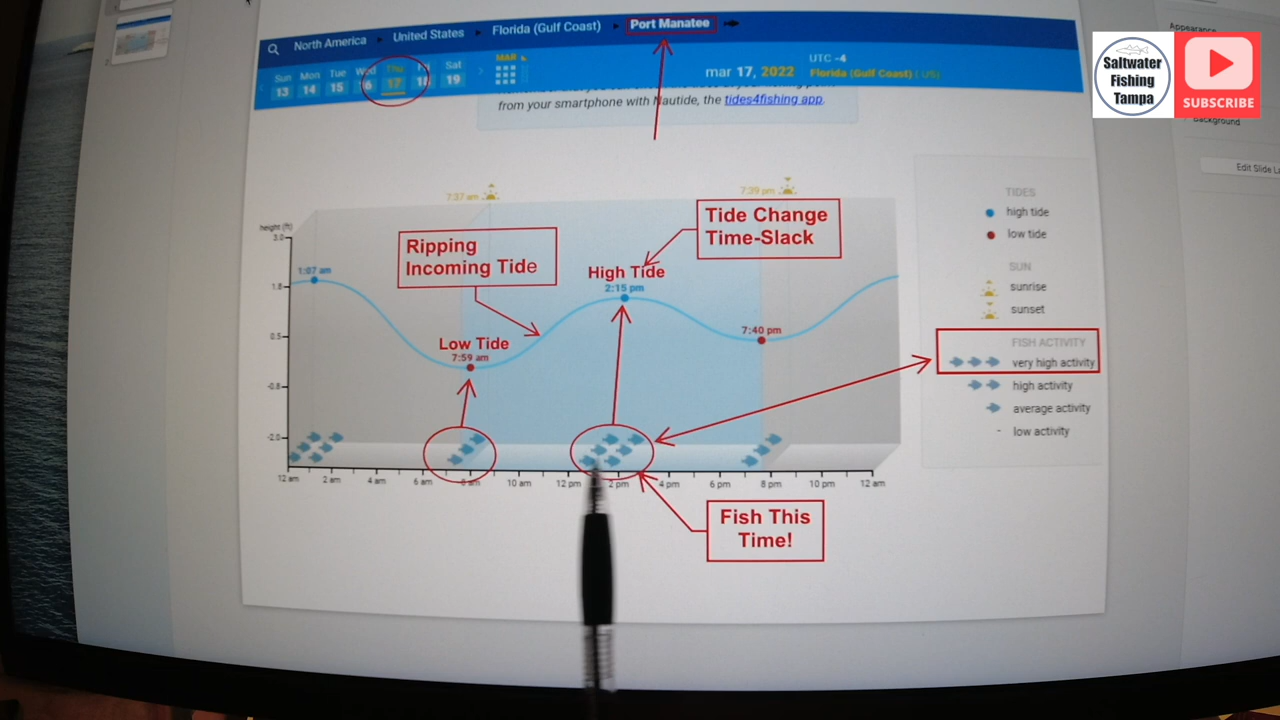 North America
United States
Florida (Gulf Coast)
Port Manatee
Sun Mon Tue Wed Thu Sat
13 14 15 17 19
MAR
mar 17, 2022
UTC -4
Florida (Gulf Coast) (US)
from your smartphone with Nautide, the tides4fishing app.
Appearance
Background
Edit Slide
Saltwater
Fishing
Tampa
SUBSCRIBE
7:37 am
7:39 pm
height (ft)
3.0
1.8
0.5
-0.8
-2.0
1:07 am
Ripping
Incoming Tide
Tide Change
Time-Slack
High Tide
2:15 pm
Low Tide
7:59 am
7:40 pm
TIDES
high tide
low tide
SUN
sunrise
sunset
FISH ACTIVITY
very high activity
high activity
average activity
low activity
12 am 2 am 4 am 6 am 8 am 10 am 12 pm 2 pm 4 pm 6 pm 8 pm 10 pm 12 am
Fish This
Time!